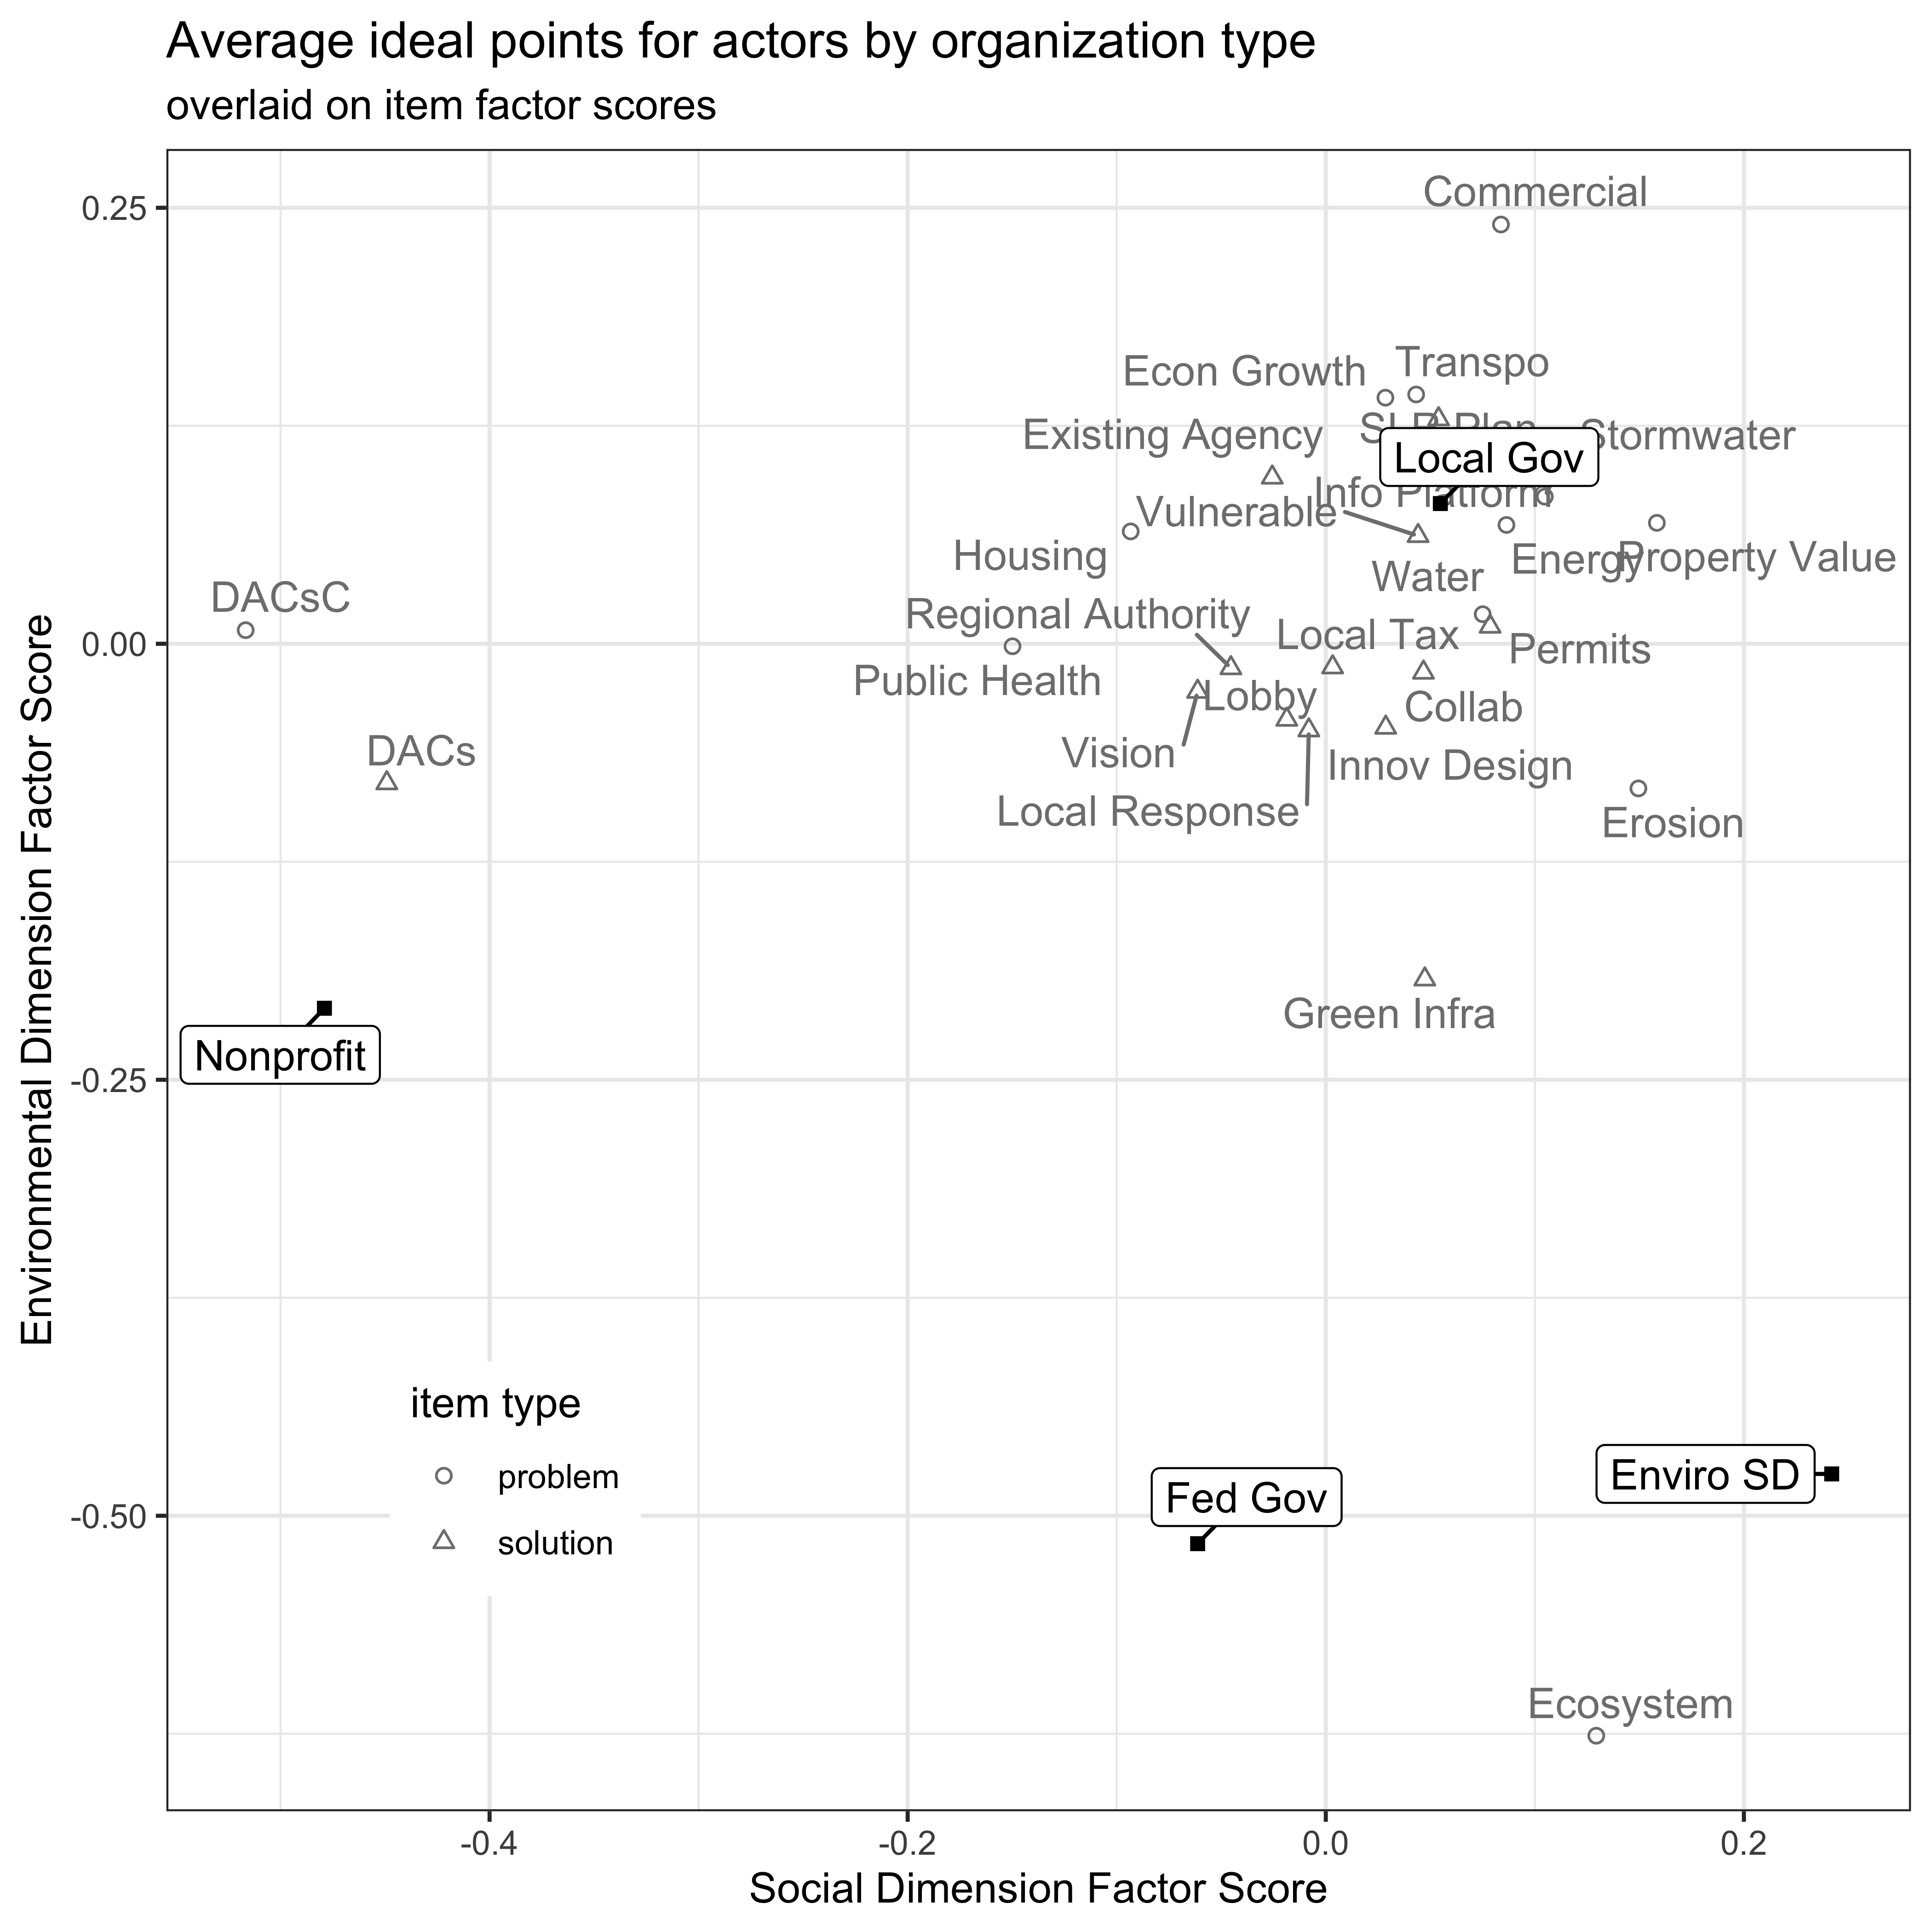 Average ideal points for actors by organization type
overlaid on item factor scores
Environmental Dimension Factor Score
0.25
0.00
-0.25
-0.50
Commercial
Econ Growth
Transpo
Existing Agency
SLR Plan
Stormwater
Local Gov
Info Platform
Vulnerable
Housing
Energy
Property Value
Water
DACsC
Regional Authority
Local Tax
Permits
Public Health
Lobby
Collab
DACs
Vision
Innov Design
Local Response
Erosion
Green Infra
Nonprofit
item type
problem
solution
Fed Gov
Enviro SD
Ecosystem
-0.4
-0.2
0.0
0.2
Social Dimension Factor Score